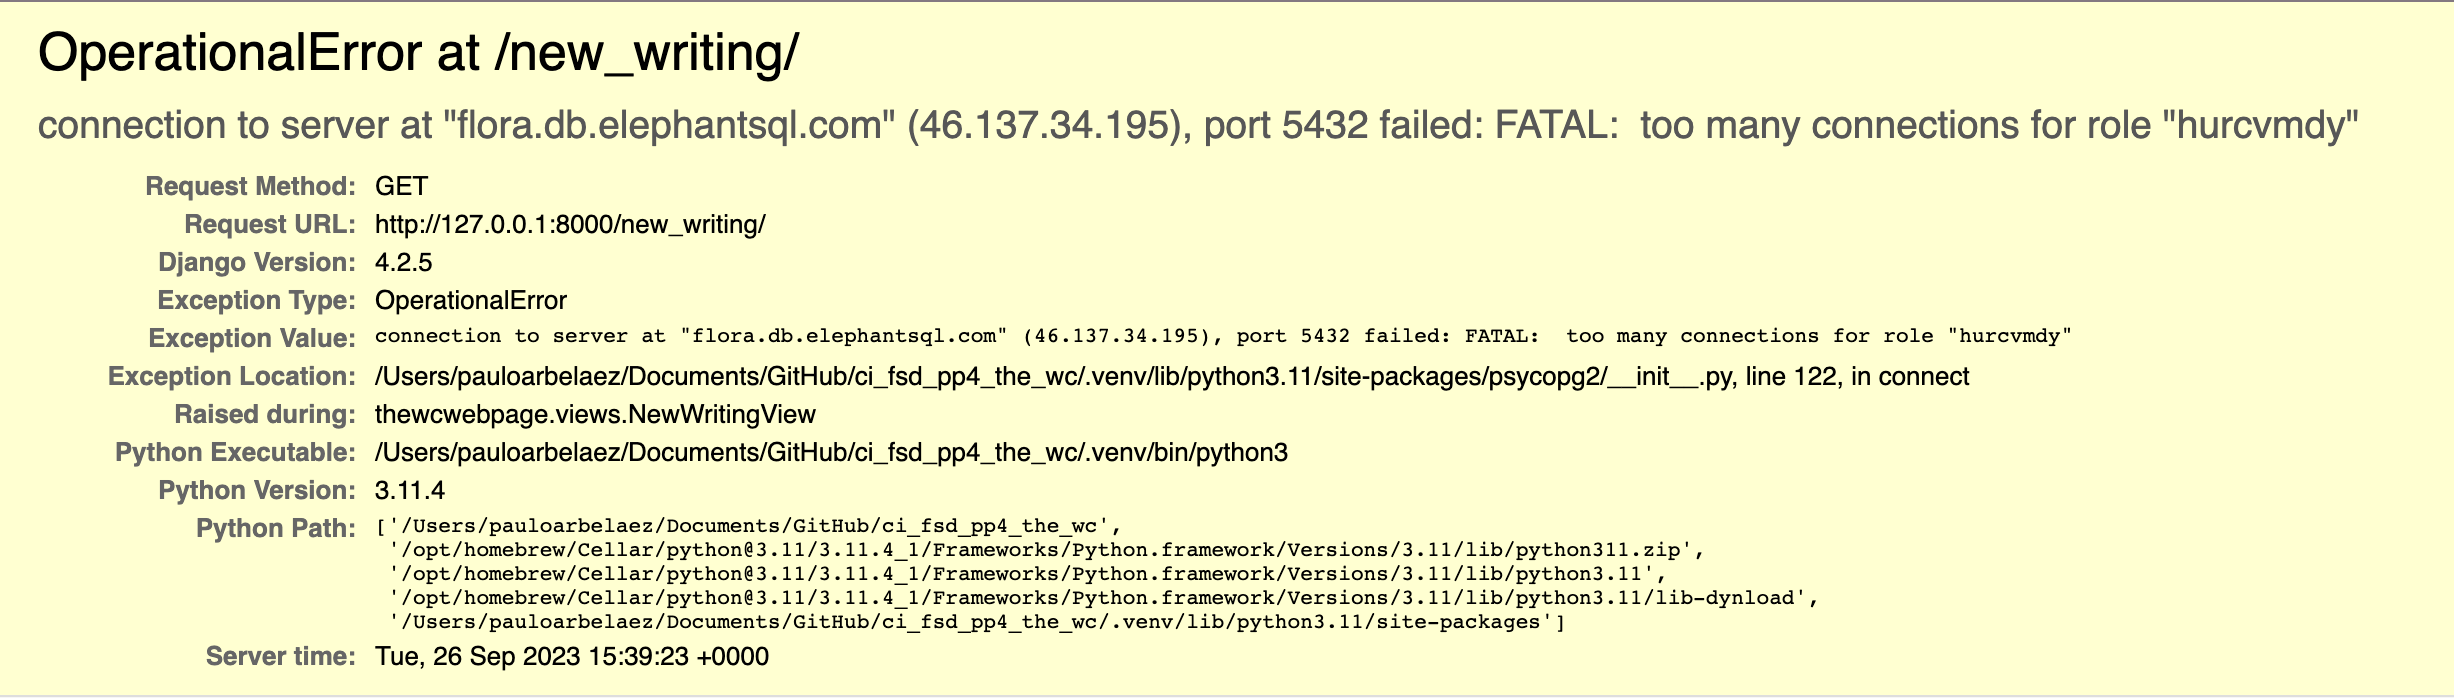 OperationalError at /new_writing/
connection to server at "flora.db.elephantsql.com" (46.137.34.195), port 5432 failed: FATAL:  too many connections for role "hurcvmdy"
Request Method: GET
Request URL: http://127.0.0.1:8000/new_writing/
Django Version: 4.2.5
Exception Type: OperationalError
Exception Value: connection to server at "flora.db.elephantsql.com" (46.137.34.195), port 5432 failed: FATAL:  too many connections for role "hurcvmdy"
Exception Location: /Users/pauloarbelaez/Documents/GitHub/ci_fsd_pp4_the_wc/.venv/lib/python3.11/site-packages/psycopg2/__init__.py, line 122, in connect
Raised during: thewcwebpage.views.NewWritingView
Python Executable: /Users/pauloarbelaez/Documents/GitHub/ci_fsd_pp4_the_wc/.venv/bin/python3
Python Version: 3.11.4
Python Path: ['/Users/pauloarbelaez/Documents/GitHub/ci_fsd_pp4_the_wc',
'/opt/homebrew/Cellar/python@3.11/3.11.4_1/Frameworks/Python.framework/Versions/3.11/lib/python311.zip',
'/opt/homebrew/Cellar/python@3.11/3.11.4_1/Frameworks/Python.framework/Versions/3.11/lib/python3.11',
'/opt/homebrew/Cellar/python@3.11/3.11.4_1/Frameworks/Python.framework/Versions/3.11/lib/python3.11/lib-dynload',
'/Users/pauloarbelaez/Documents/GitHub/ci_fsd_pp4_the_wc/.venv/lib/python3.11/site-packages']
Server time: Tue, 26 Sep 2023 15:39:23 +0000